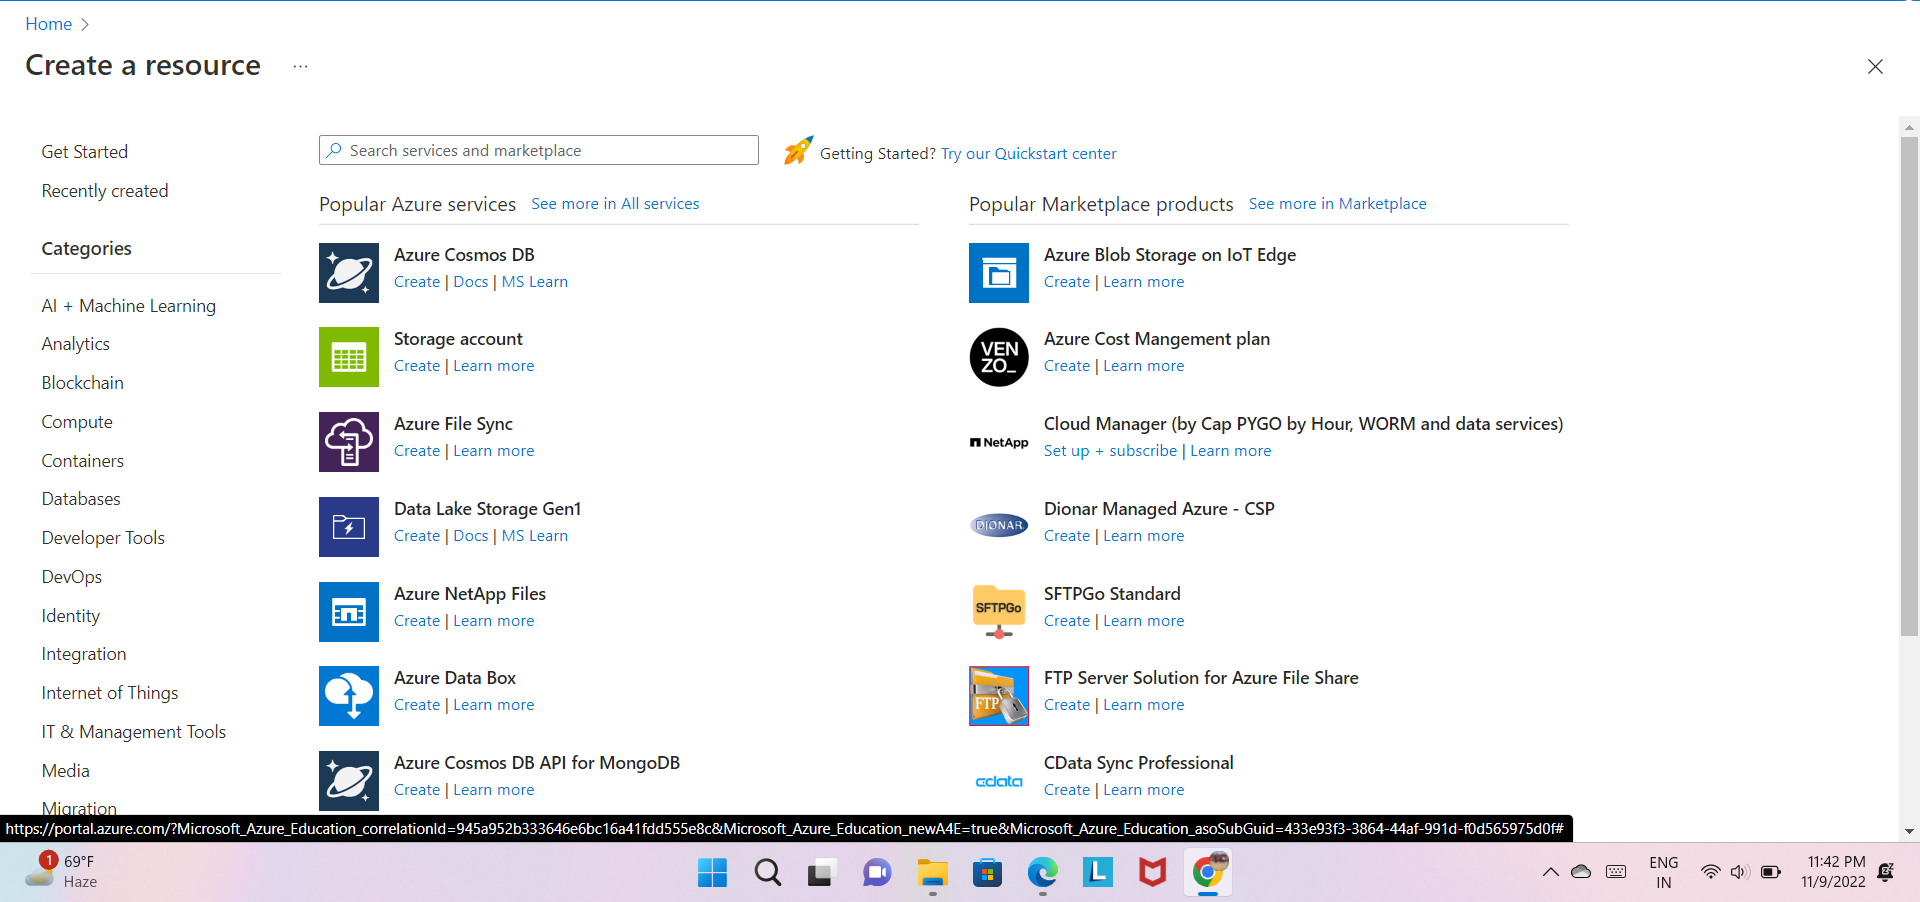 Home
Create a resource ...
Get Started
Recently created
Categories
AI + Machine Learning
Analytics
Blockchain
Compute
Containers
Databases
Developer Tools
DevOps
Identity
Integration
Internet of Things
IT & Management Tools
Media
Migration
Search services and marketplace
Getting Started? Try our Quickstart center
Popular Azure services See more in All services
Azure Cosmos DB
Create | Docs | MS Learn
Storage account
Create | Learn more
Azure File Sync
Create | Learn more
Data Lake Storage Gen1
Create | Docs | MS Learn
Azure NetApp Files
Create | Learn more
Azure Data Box
Create | Learn more
Azure Cosmos DB API for MongoDB
Create | Learn more
Popular Marketplace products See more in Marketplace
Azure Blob Storage on IoT Edge
Create | Learn more
VEN
ZO_
Azure Cost Mangement plan
Create | Learn more
NetApp
Cloud Manager (by Cap PYGO by Hour, WORM and data services)
Set up + subscribe | Learn more
DIONAR
Dionar Managed Azure - CSP
Create | Learn more
SFTPGo
SFTPGo Standard
Create | Learn more
FTP
FTP Server Solution for Azure File Share
Create | Learn more
cdata
CData Sync Professional
Create | Learn more
https://portal.azure.com/?Microsoft_Azure_Education_correlationId=945a952b333646e6bc16a41fdd555e8c&Microsoft_Azure_Education_newA4E=true&Microsoft_Azure_Education_asoSubGuid=433e93f3-3864-44af-991d-f0d565975d0f#
1
69°F
Haze
L
ENG
IN
11:42 PM
11/9/2022